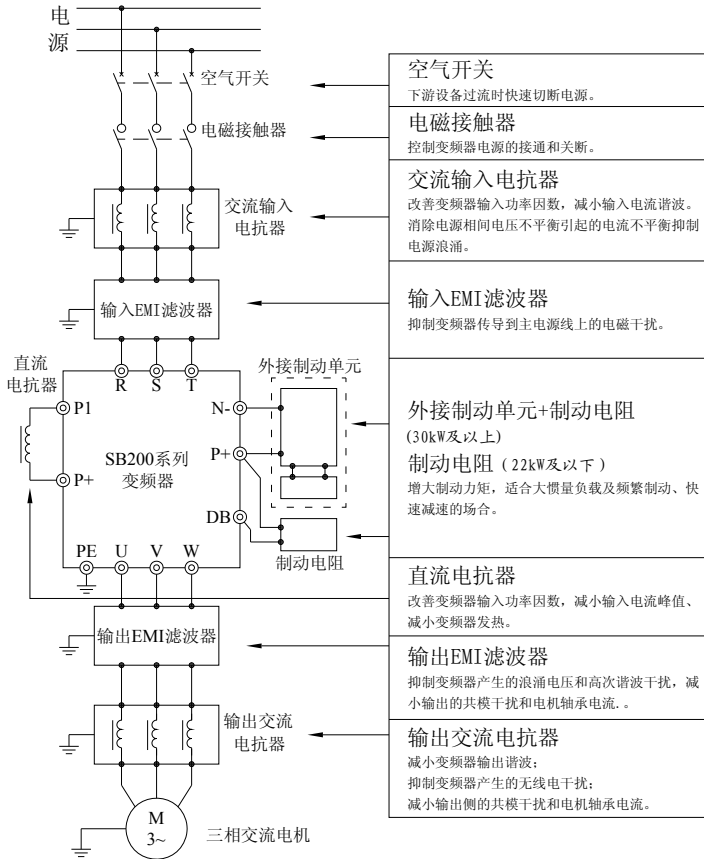 电
源
空气开关
电磁接触器
交流输入
电抗器
输入EMI滤波器
直流
电抗器
外接制动单元
R S T
P1
N-
SB200系列
变频器
P+
P+
DB
PE U V W
制动电阻
输出EMI滤波器
输出交流
电抗器
M
3~
三相交流电机
空气开关
下游设备过流时快速切断电源。
电磁接触器
控制变频器电源的接通和关断。
交流输入电抗器
改善变频器输入功率因数，减小输入电流谐波。
消除电源相间电压不平衡引起的电流不平衡抑制
电源浪涌。
输入EMI滤波器
抑制变频器传导到主电源线上的电磁干扰。
外接制动单元+制动电阻
(30kW及以上)
制动电阻（22kW及以下）
增大制动力矩，适合大惯量负载及频繁制动、快
速减速的场合。
直流电抗器
改善变频器输入功率因数，减小输入电流峰值、
减小变频器发热。
输出EMI滤波器
抑制变频器产生的浪涌电压和高次谐波干扰，减
小输出的共模干扰和电机轴承电流.。
输出交流电抗器
减小变频器输出谐波；
抑制变频器产生的无线电干扰；
减小输出侧的共模干扰和电机轴承电流。